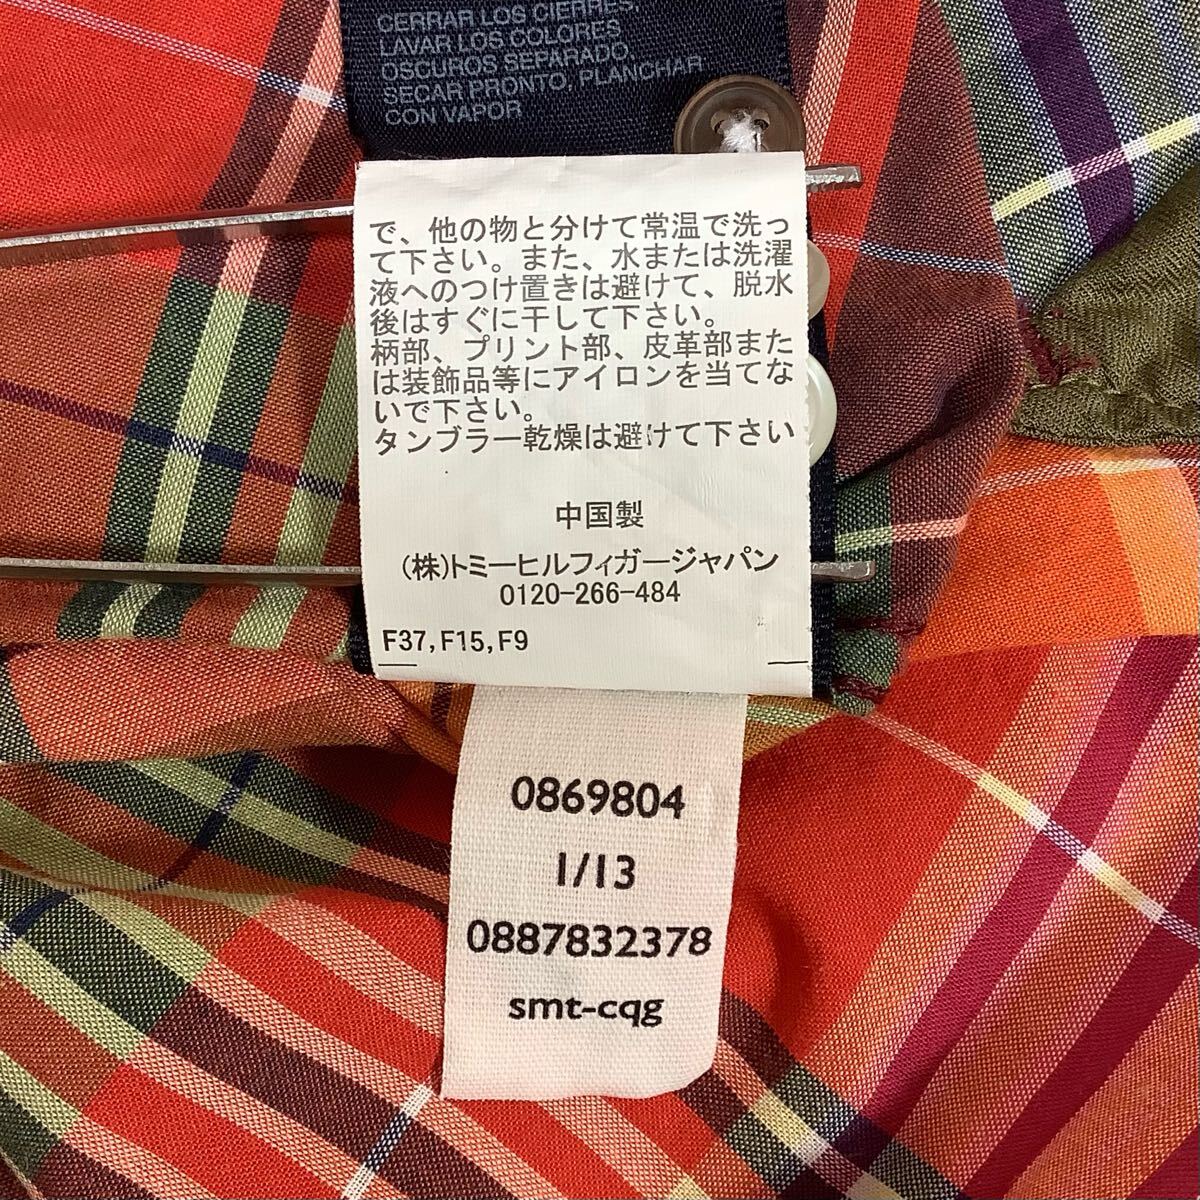 CERRAR LOS CIERRES,
LAVAR LOS COLORES
OSCUROS SEPARADO,
SECAR PRONTO, PLANCHAR
CON VAPOR
で、他の物と分けて常温で洗っ
て下さい。また、水または洗濯
液へのつけ置きは避けて、脱水
後はすぐに干して下さい。
柄部、プリント部、皮革部また
は装飾品等にアイロンを当てな
いで下さい。
タンブラー乾燥は避けて下さい
中国製
(株)トミーヒルフィガージャパン
0120-266-484
F37,F15,F9
0869804
1/13
0887832378
smt-cqg